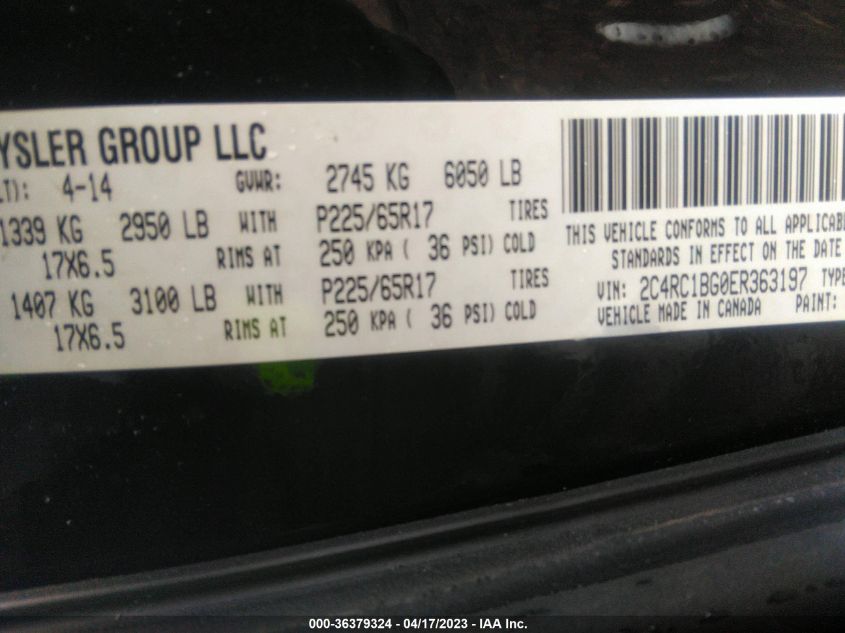 YSLER GROUP LLC
LT): 4-14 GVWR: 2745 KG 6050 LB
1339 KG 2950 LB WITH P225/65R17 TIRES
17X6.5 RIMS AT 250 KPA ( 36 PSI) COLD
1407 KG 3100 LB WITH P225/65R17 TIRES
17X6.5 RIMS AT 250 KPA ( 36 PSI) COLD
THIS VEHICLE CONFORMS TO ALL APPLICABL
STANDARDS IN EFFECT ON THE DATE
VIN: 2C4RC1BG0ER363197 TYPE
VEHICLE MADE IN CANADA PAINT:
000-36379324 - 04/17/2023 - IAA Inc.